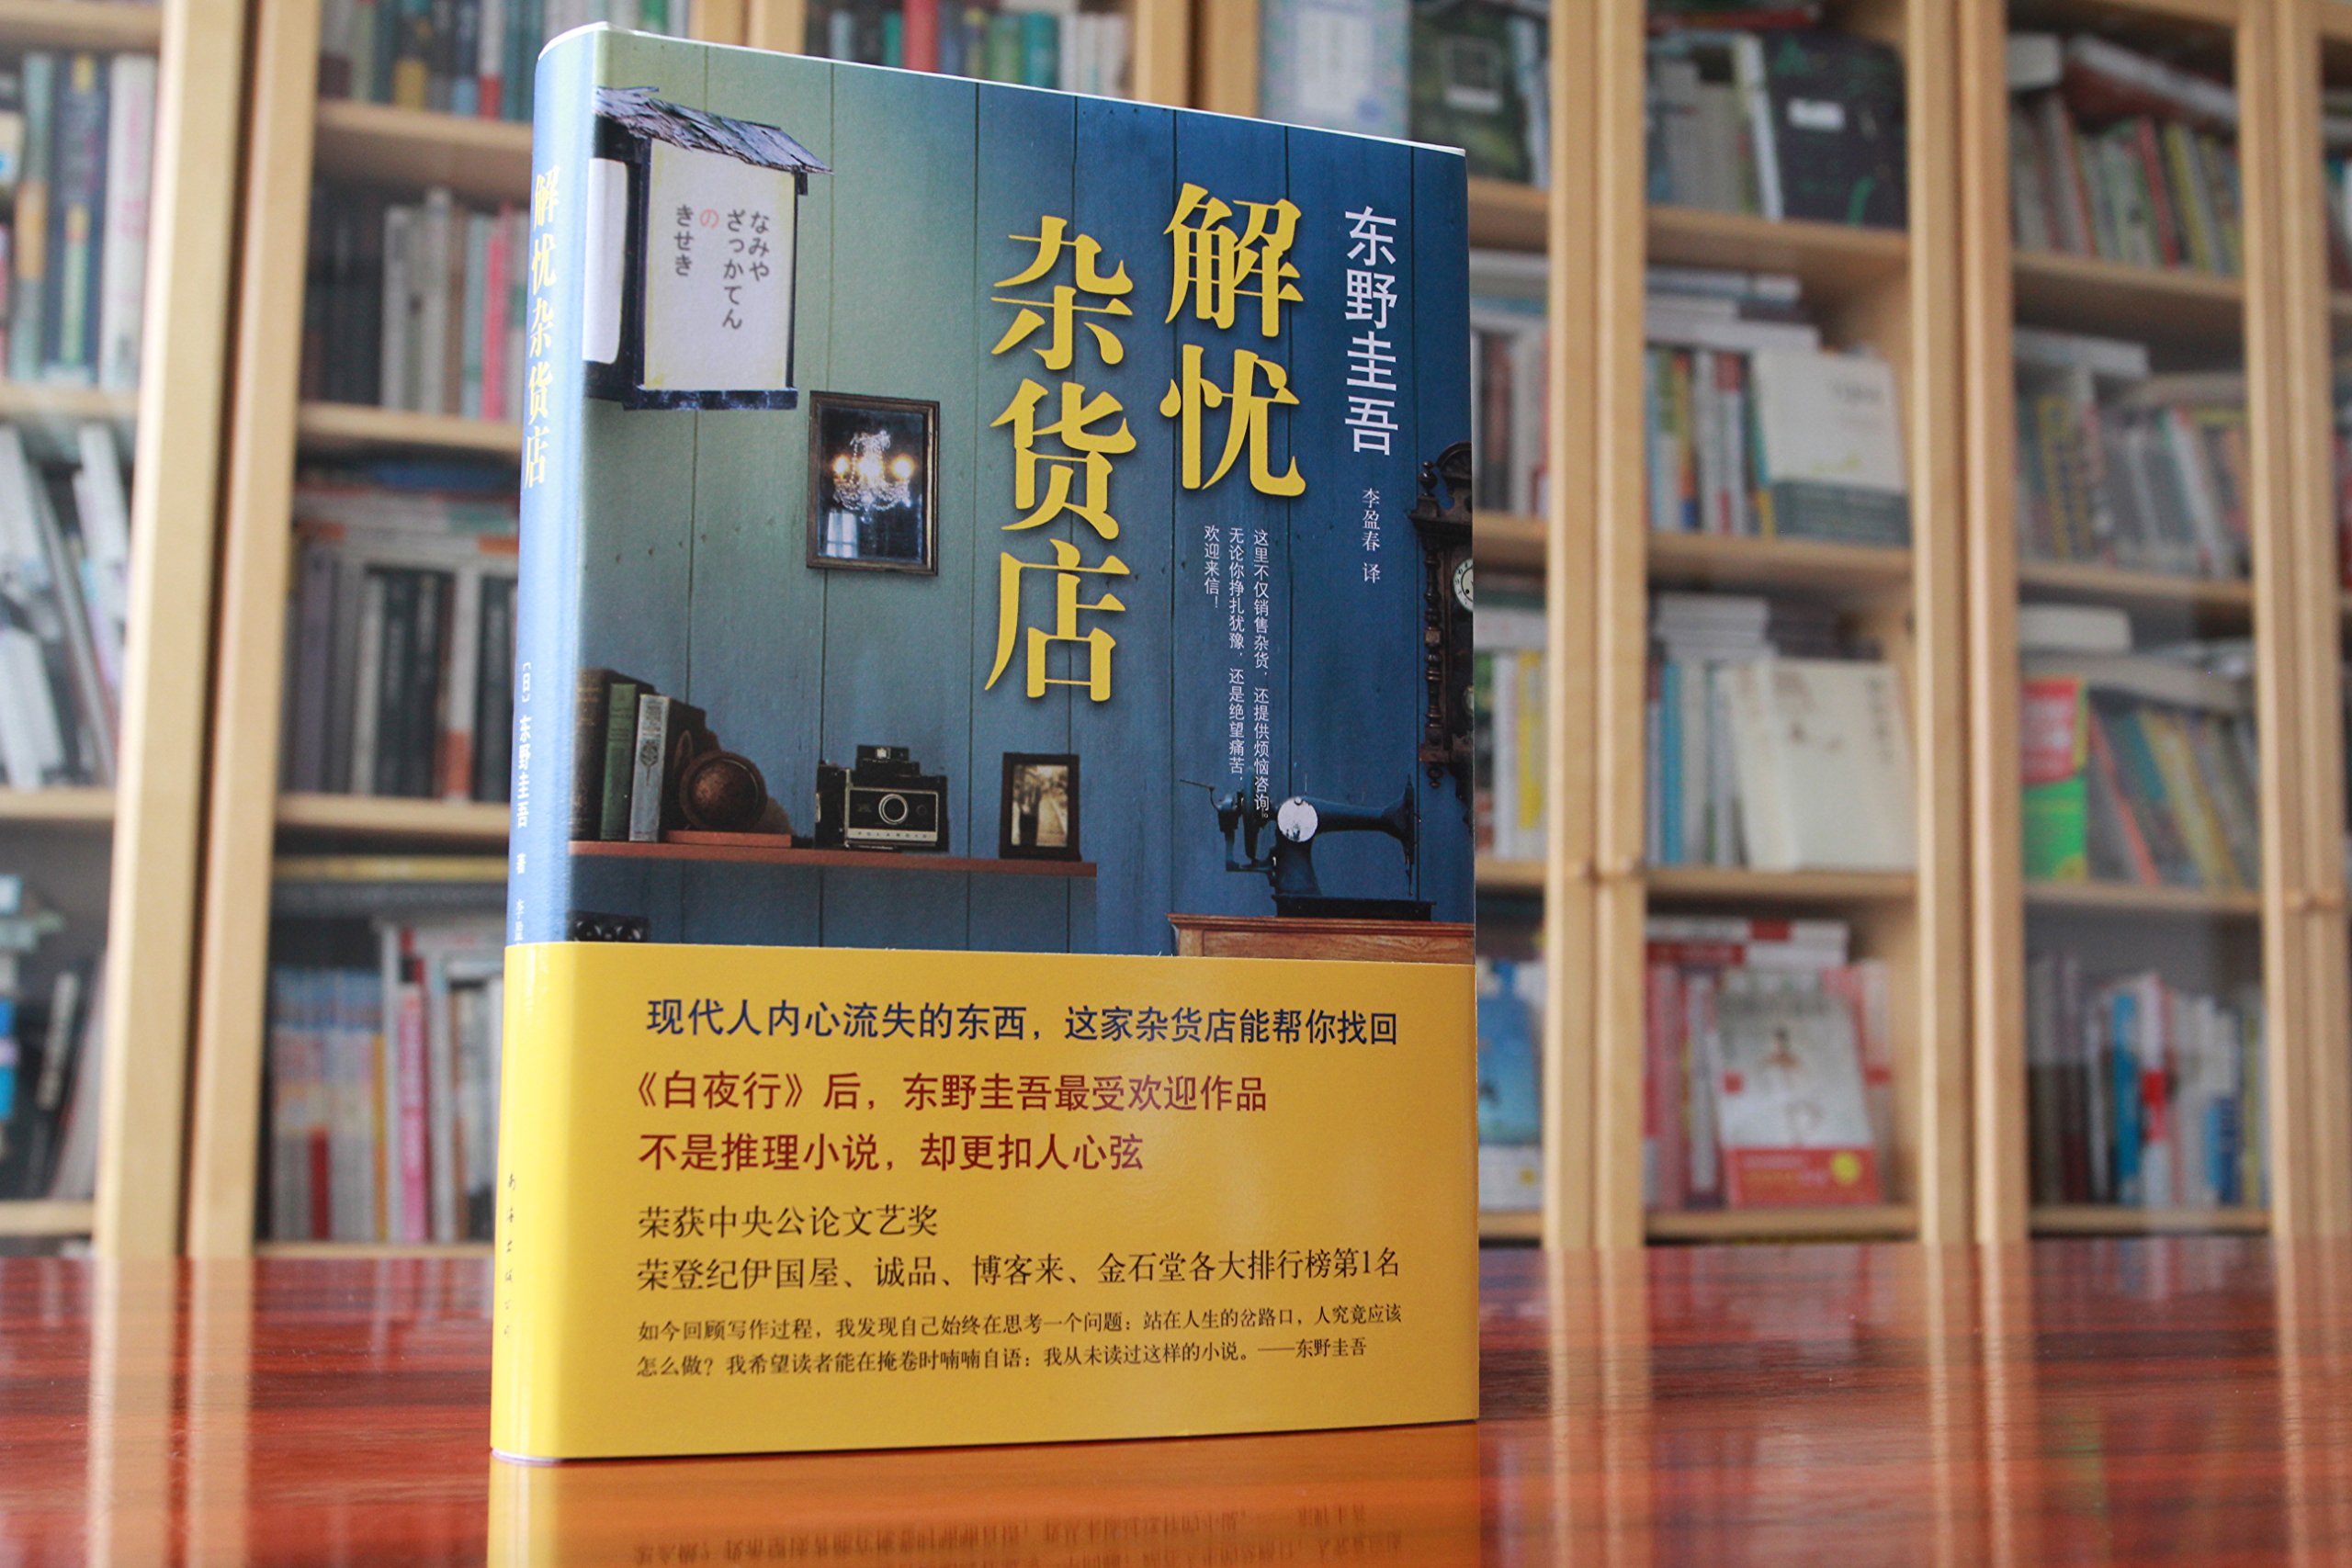 解忧杂货店
[日] 东野圭吾 著
なみや
ざっかてん
の
きせき
东野圭吾
李盈春 译
解忧
杂货店
这里不仅销售杂货，还提供烦恼咨询。
无论你挣扎犹豫，还是绝望痛苦，
欢迎来信！
现代人内心流失的东西，这家杂货店能帮你找回
《白夜行》后，东野圭吾最受欢迎作品
不是推理小说，却更扣人心弦
荣获中央公论文艺奖
荣登纪伊国屋、诚品、博客来、金石堂各大排行榜第1名
如今回顾写作过程，我发现自己始终在思考一个问题：站在人生的岔路口，人究竟应该
怎么做？我希望读者能在掩卷时喃喃自语：我从未读过这样的小说。——东野圭吾